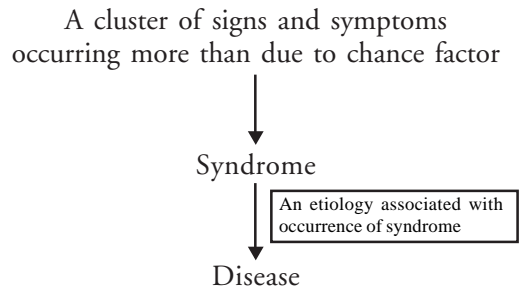 A cluster of signs and symptoms
occurring more than due to chance factor
Syndrome
An etiology associated with
occurrence of syndrome
Disease